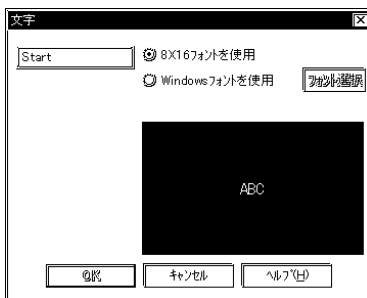 文字
Start
8X16フォントを使用
Windowsフォントを使用
フォント選択
ABC
OK
キャンセル
ヘルプ(H)